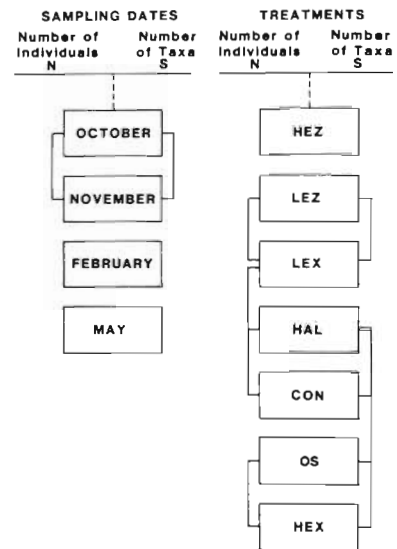 SAMPLING DATES
Number of Individuals N
Number of Taxa S
OCTOBER
NOVEMBER
FEBRUARY
MAY
TREATMENTS
Number of Individuals N
Number of Taxa S
HEZ
LEZ
LEX
HAL
CON
OS
HEX